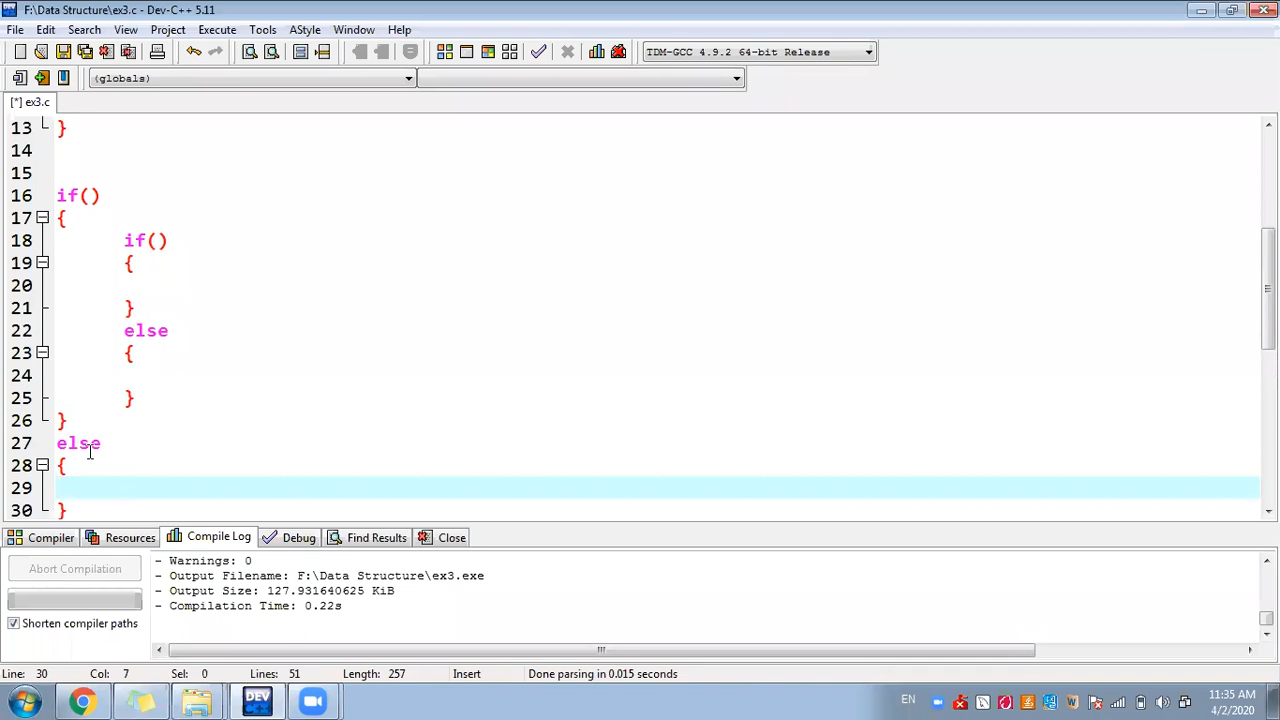 F:\Data Structure\ex3.c - Dev-C++ 5.11
File Edit Search View Project Execute Tools AStyle Window Help
TDM-GCC 4.9.2 64-bit Release
(globals)
[*] ex3.c
13 }
14
15
16 if()
17 {
18 if()
19 {
20
21 }
22 else
23 {
24
25 }
26 }
27 else
28 {
29
30 }
Compiler Resources Compile Log Debug Find Results Close
Abort Compilation
Shorten compiler paths
- Warnings: 0
- Output Filename: F:\Data Structure\ex3.exe
- Output Size: 127.931640625 KiB
- Compilation Time: 0.22s
Line: 30 Col: 7 Sel: 0 Lines: 51 Length: 257 Insert Done parsing in 0.015 seconds
DEV C++
EN
11:35 AM
4/2/2020